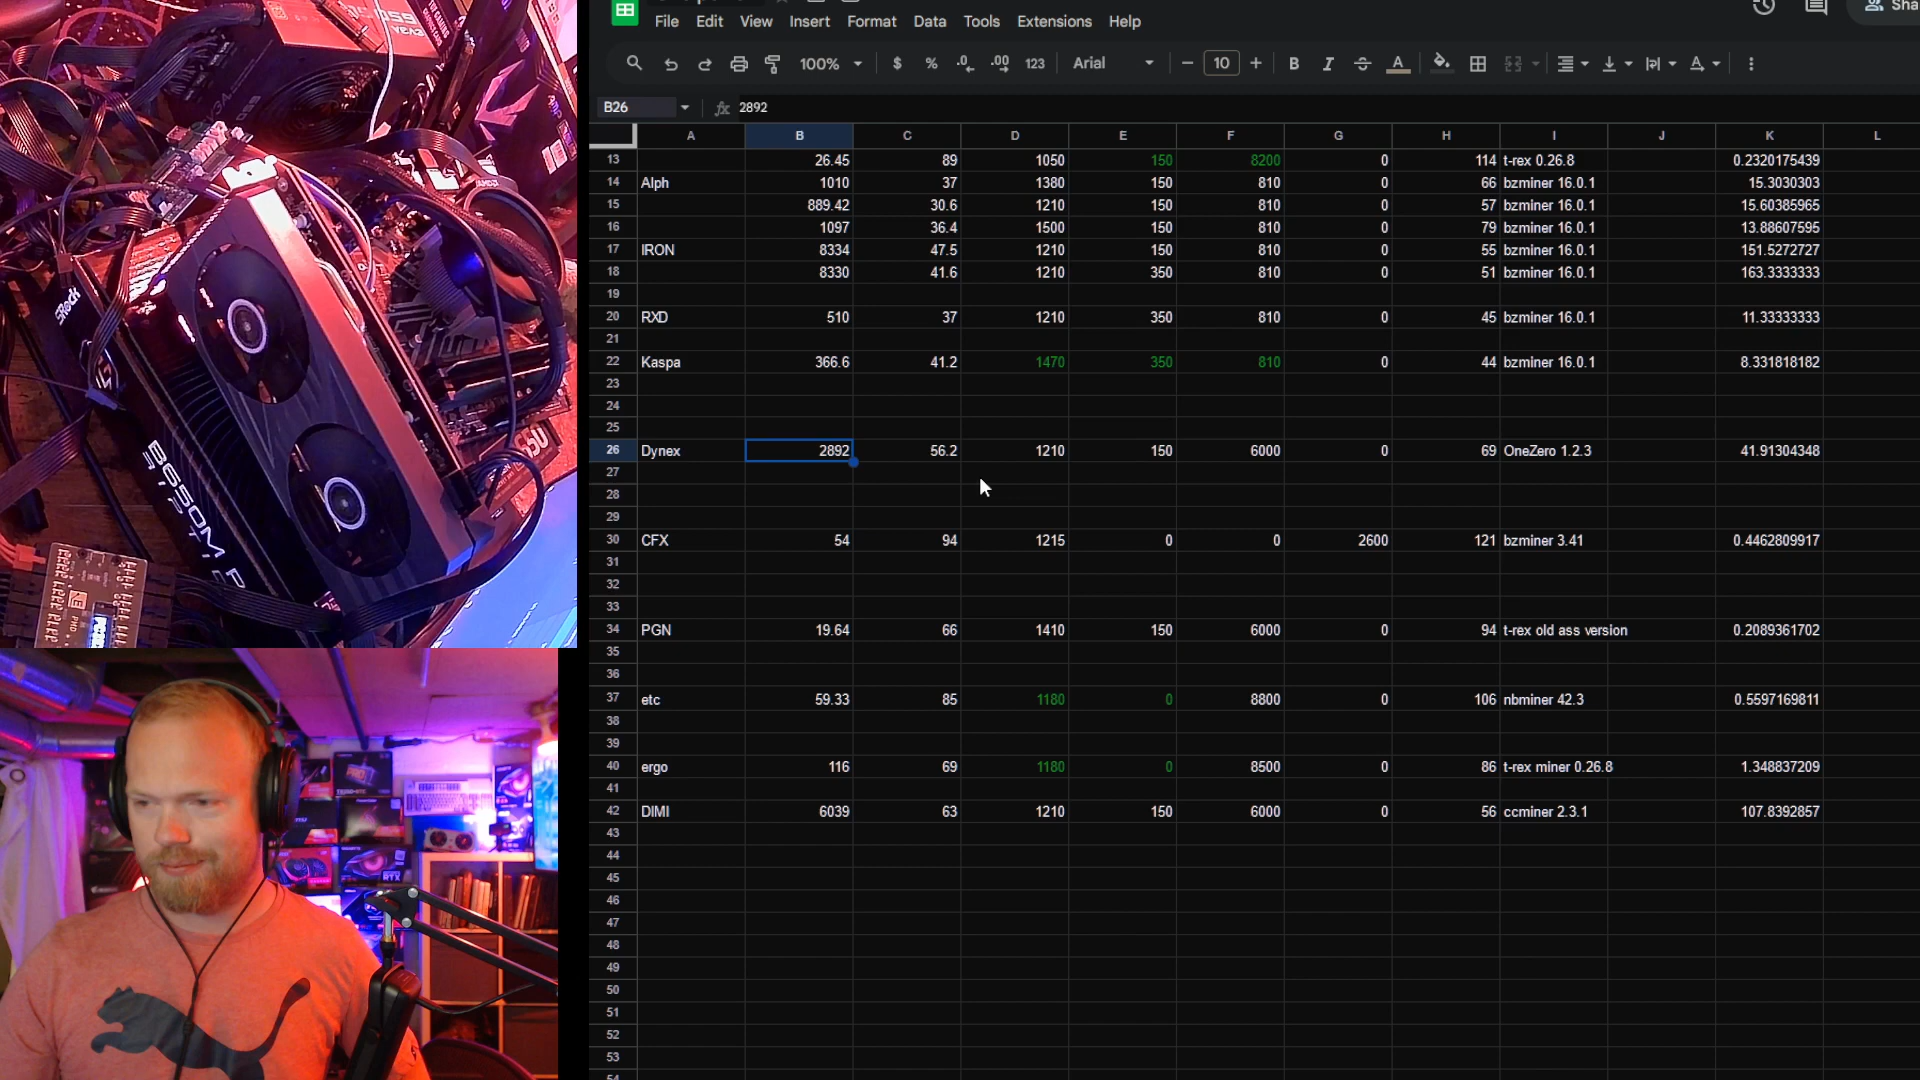 File Edit View Insert Format Data Tools Extensions Help
100% $ % .0 .00 123 Arial 10 B I A
B26 fx 2892
A B C D E F G H I J K L
13 26.45 89 1050 150 8200 0 114 t-rex 0.26.8 0.2320175439
14 Alph 1010 37 1380 150 810 0 66 bzminer 16.0.1 15.3030303
15 889.42 30.6 1210 150 810 0 57 bzminer 16.0.1 15.60385965
16 1097 36.4 1500 150 810 0 79 bzminer 16.0.1 13.88607595
17 IRON 8334 47.5 1210 150 810 0 55 bzminer 16.0.1 151.5272727
18 8330 41.6 1210 350 810 0 51 bzminer 16.0.1 163.3333333
19
20 RXD 510 37 1210 350 810 0 45 bzminer 16.0.1 11.33333333
21
22 Kaspa 366.6 41.2 1470 350 810 0 44 bzminer 16.0.1 8.331818182
23
24
25
26 Dynex 2892 56.2 1210 150 6000 0 69 OneZero 1.2.3 41.91304348
27
28
29
30 CFX 54 94 1215 0 0 2600 121 bzminer 3.41 0.4462809917
31
32
33
34 PGN 19.64 66 1410 150 6000 0 94 t-rex old ass version 0.2089361702
35
36
37 etc 59.33 85 1180 0 8800 0 106 nbminer 42.3 0.5597169811
38
39
40 ergo 116 69 1180 0 8500 0 86 t-rex miner 0.26.8 1.348837209
41
42 DIMI 6039 63 1210 150 6000 0 56 ccminer 2.3.1 107.8392857
43
44
45
46
47
48
49
50
51
52
53
B650M